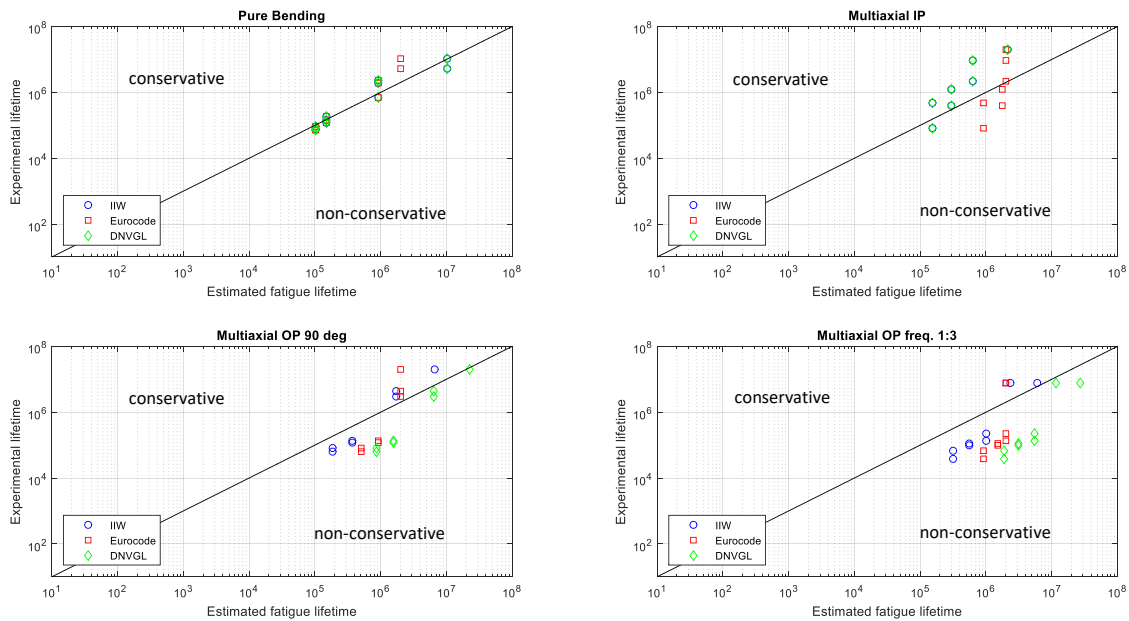 Pure Bending
10^8
10^6
10^4
10^2
Experimental lifetime
conservative
non-conservative
IIW
Eurocode
DNVGL
10^1 10^2 10^3 10^4 10^5 10^6 10^7 10^8
Estimated fatigue lifetime
Multiaxial IP
10^8
10^6
10^4
10^2
Experimental lifetime
conservative
non-conservative
IIW
Eurocode
DNVGL
10^1 10^2 10^3 10^4 10^5 10^6 10^7 10^8
Estimated fatigue lifetime
Multiaxial OP 90 deg
10^8
10^6
10^4
10^2
Experimental lifetime
conservative
non-conservative
IIW
Eurocode
DNVGL
10^1 10^2 10^3 10^4 10^5 10^6 10^7 10^8
Estimated fatigue lifetime
Multiaxial OP freq. 1:3
10^8
10^6
10^4
10^2
Experimental lifetime
conservative
non-conservative
IIW
Eurocode
DNVGL
10^1 10^2 10^3 10^4 10^5 10^6 10^7 10^8
Estimated fatigue lifetime